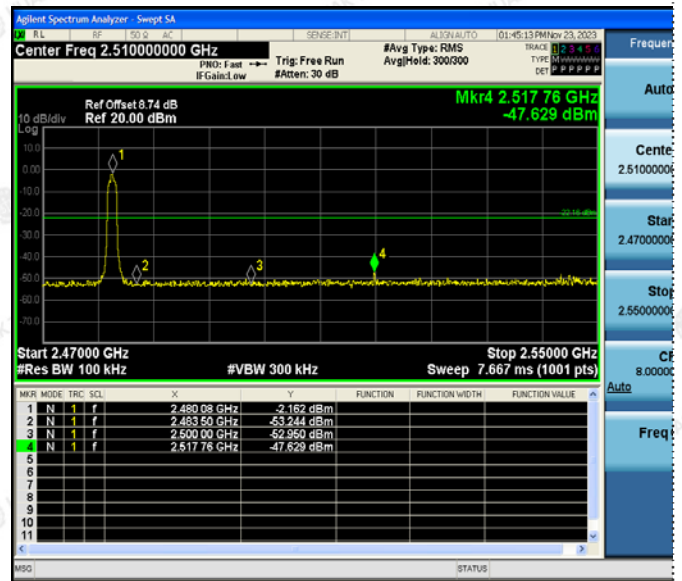 Agilent Spectrum Analyzer - Swept SA
RL RF 50 Ω AC SENSE:INT ALIGN AUTO 01:45:13 PM Nov 23, 2023
Center Freq 2.510000000 GHz
PNO: Fast
IFGain:Low
Trig: Free Run
#Atten: 30 dB
#Avg Type: RMS
Avg|Hold: 300/300
TRACE 1 2 3 4 5 6
TYPE M
DET P P P P P P
Frequen
Auto
Mkr4 2.517 76 GHz
-47.629 dBm
Ref Offset 8.74 dB
Ref 20.00 dBm
10 dB/div
Log
10.0
0.00
-10.0
-20.0
-30.0
-40.0
-50.0
-60.0
-70.0
1
2
3
4
Start 2.47000 GHz
#Res BW 100 kHz
#VBW 300 kHz
Stop 2.55000 GHz
Sweep 7.667 ms (1001 pts)
Cente
2.5100000
Star
2.4700000
Stop
2.5500000
CF
8.00000
Auto
Freq
MKR MODE TRC SCL X Y FUNCTION FUNCTION WIDTH FUNCTION VALUE
1 N 1 f 2.480 08 GHz -2.162 dBm
2 N 1 f 2.483 50 GHz -53.244 dBm
3 N 1 f 2.500 00 GHz -52.950 dBm
4 N 1 f 2.517 76 GHz -47.629 dBm
5
6
7
8
9
10
11
MSG STATUS